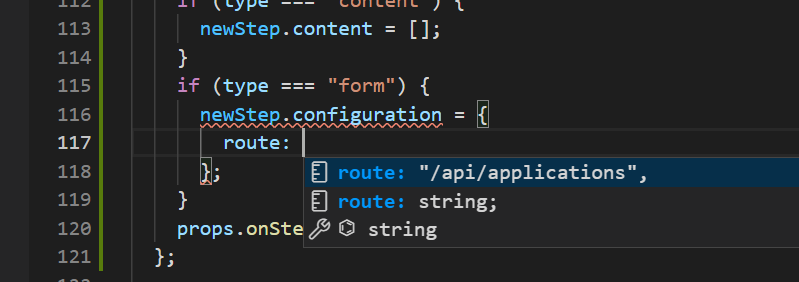 112 if (type === "content") {
113 newStep.content = [];
114 }
115 if (type === "form") {
116 newStep.configuration = {
117 route:
route: "/api/applications",
118 };
route: string;
119 }
string
120 props.onSte
121 };